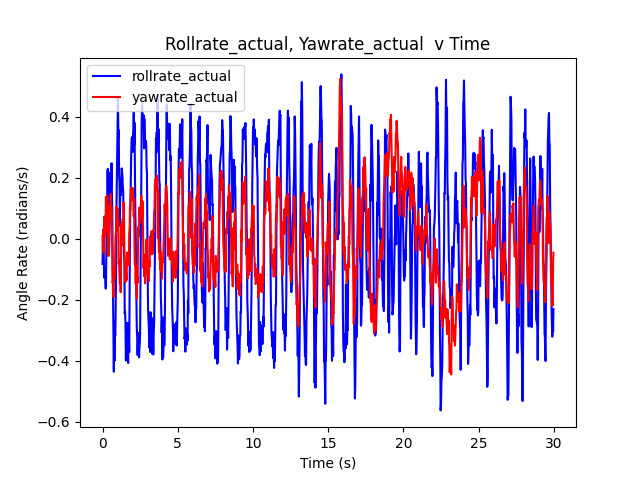 Rollrate_actual, Yawrate_actual  v Time
rollrate_actual
yawrate_actual
Angle Rate (radians/s)
0.4
0.2
0.0
−0.2
−0.4
−0.6
0 5 10 15 20 25 30
Time (s)